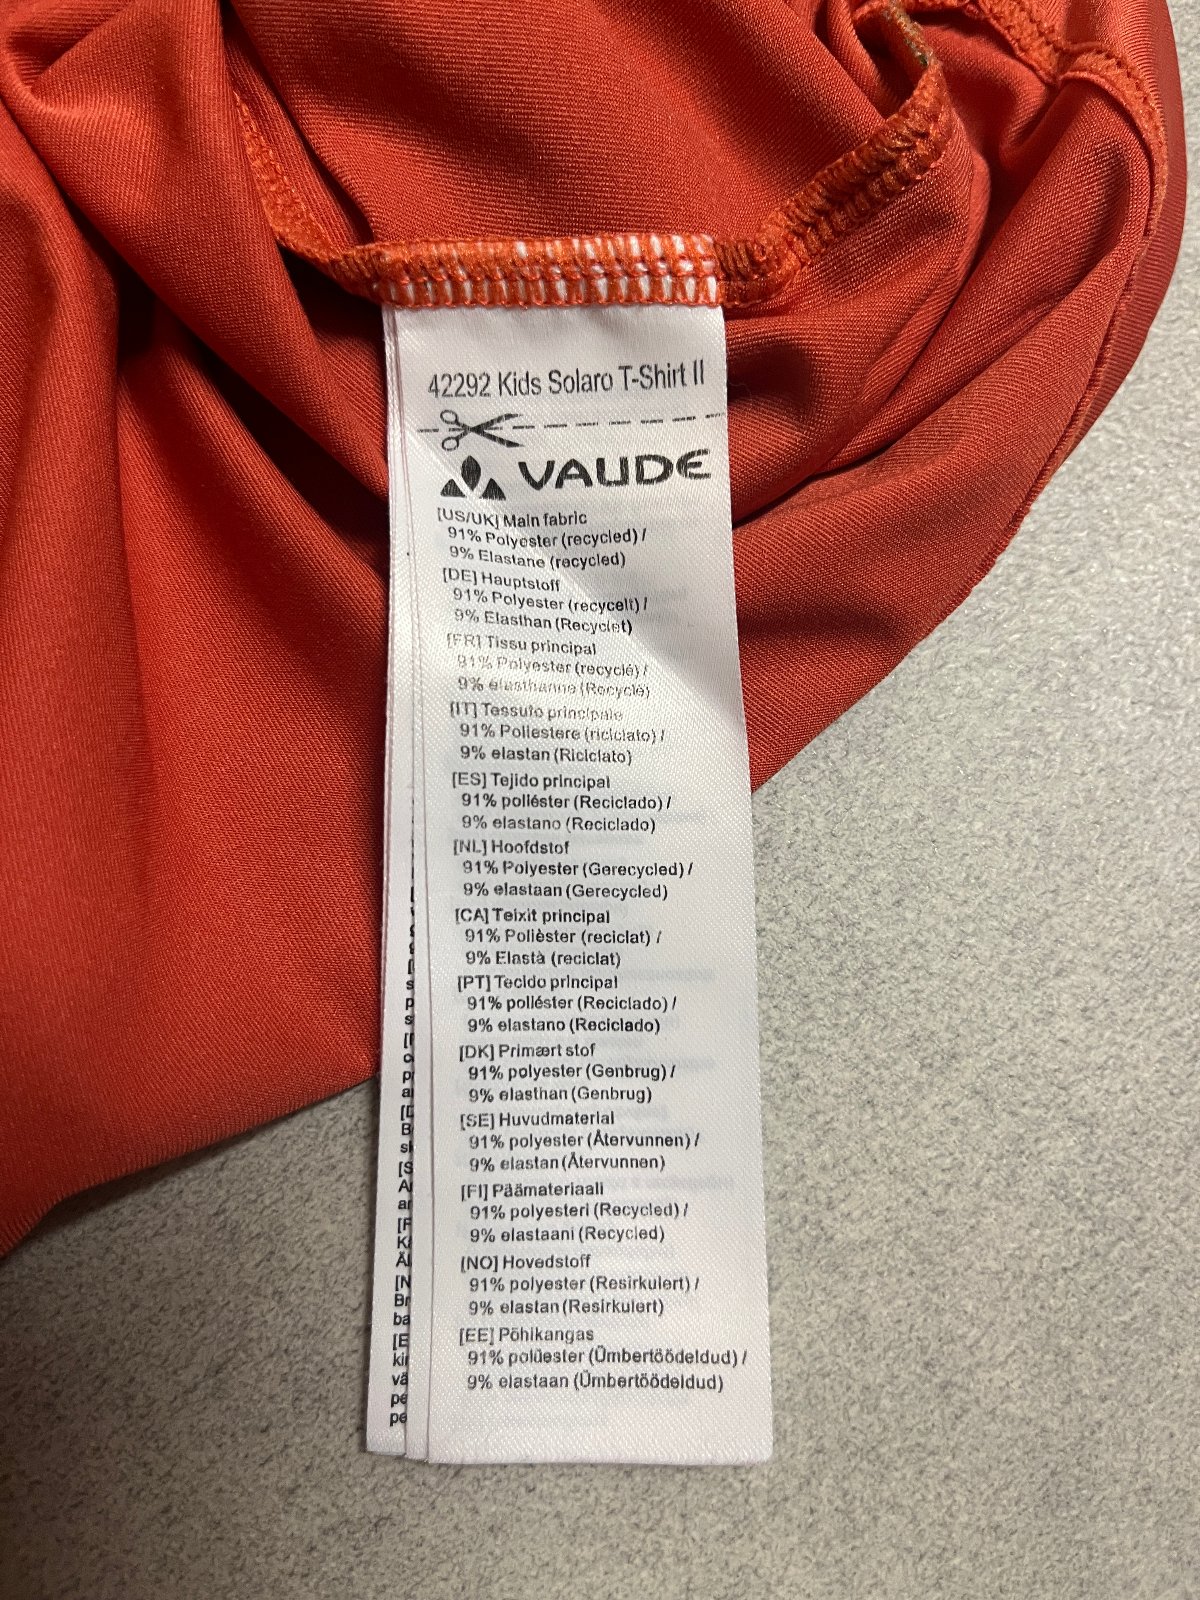 42292 Kids Solaro T-Shirt II
VAUDE
[US/UK] Main fabric
91% Polyester (recycled) /
9% Elastane (recycled)
[DE] Hauptstoff
91% Polyester (recycelt) /
9% Elasthan (Recyclet)
[FR] Tissu principal
91% Polyester (recyclé) /
9% élasthanne (Recyclé)
[IT] Tessuto principale
91% Poliestere (riciclato) /
9% elastan (Riciclato)
[ES] Tejido principal
91% poliéster (Reciclado) /
9% elastano (Reciclado)
[NL] Hoofdstof
91% Polyester (Gerecycled) /
9% elastaan (Gerecycled)
[CA] Teixit principal
91% Polièster (reciclat) /
9% Elastà (reciclat)
[PT] Tecido principal
91% poliéster (Reciclado) /
9% elastano (Reciclado)
[DK] Primært stof
91% polyester (Genbrug) /
9% elasthan (Genbrug)
[SE] Huvudmaterial
91% polyester (Återvunnen) /
9% elastan (Återvunnen)
[FI] Päämateriaali
91% polyesteri (Recycled) /
9% elastaani (Recycled)
[NO] Hovedstoff
91% polyester (Resirkulert) /
9% elastan (Resirkulert)
[EE] Põhikangas
91% polüester (Ümbertöödeldud) /
9% elastaan (Ümbertöödeldud)